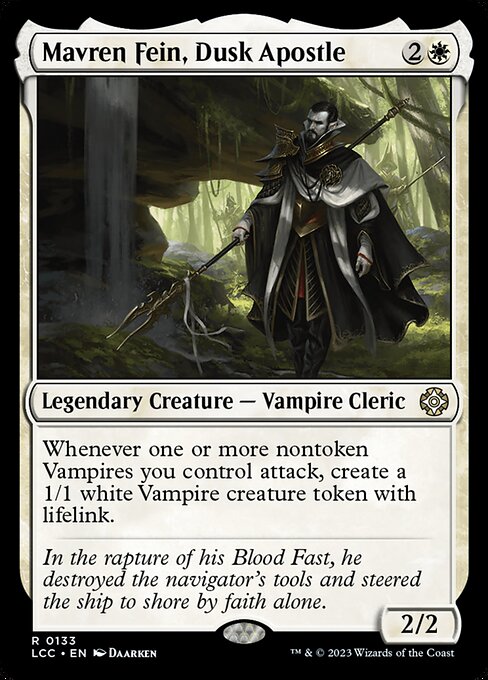 Mavren Fein, Dusk Apostle 2
Legendary Creature — Vampire Cleric
Whenever one or more nontoken
Vampires you control attack, create a
1/1 white Vampire creature token with
lifelink.
In the rapture of his Blood Fast, he
destroyed the navigator's tools and steered
the ship to shore by faith alone.
2/2
R 0133
LCC • EN DAARKEN
™ & © 2023 Wizards of the Coast